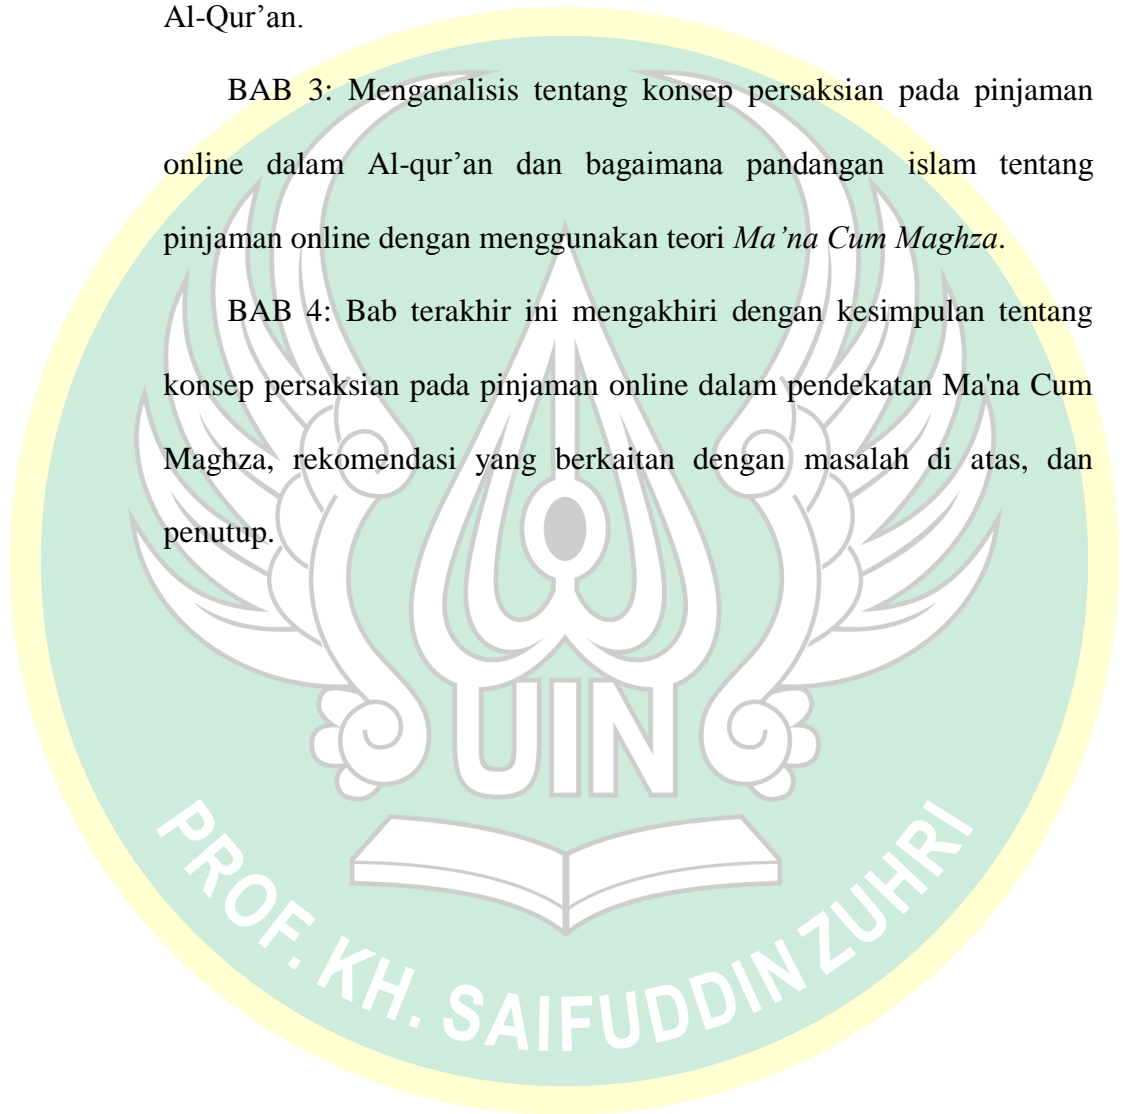 Al-Qur’an.
BAB 3: Menganalisis tentang konsep persaksian pada pinjaman
online dalam Al-qur’an dan bagaimana pandangan islam tentang
pinjaman online dengan menggunakan teori Ma’na Cum Maghza.
BAB 4: Bab terakhir ini mengakhiri dengan kesimpulan tentang
konsep persaksian pada pinjaman online dalam pendekatan Ma'na Cum
Maghza, rekomendasi yang berkaitan dengan masalah di atas, dan
penutup.
UIN
PROF. KH. SAIFUDDIN ZUHRI